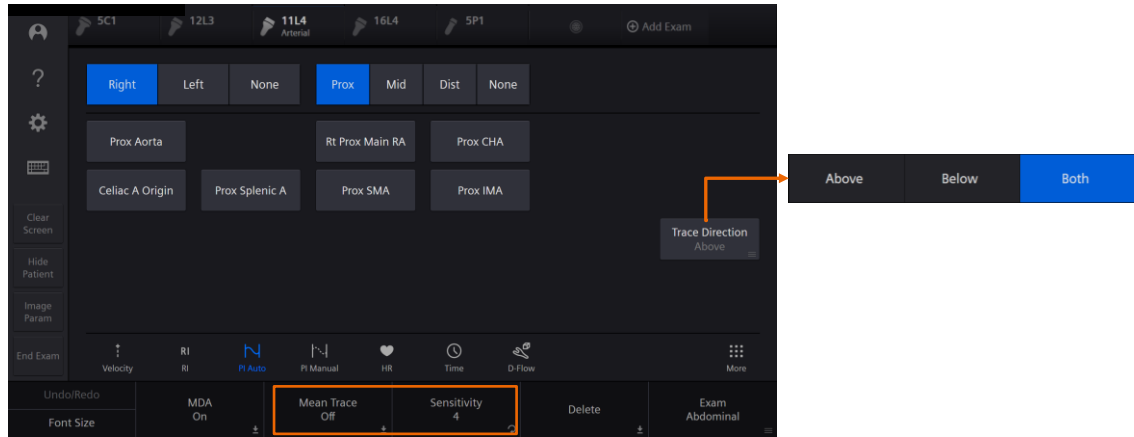 5C1
12L3
11L4
Arterial
16L4
5P1
Add Exam
?
Right
Left
None
Prox
Mid
Dist
None
Prox Aorta
Rt Prox Main RA
Prox CHA
Celiac A Origin
Prox Splenic A
Prox SMA
Prox IMA
Above
Below
Both
Clear
Screen
Trace Direction
Above
Hide
Patient
Image
Param
End Exam
Velocity
RI
RI
PI Auto
PI Manual
HR
Time
D-Flow
More
Undo/Redo
Font Size
MDA
On
Mean Trace
Off
Sensitivity
4
Delete
Exam
Abdominal